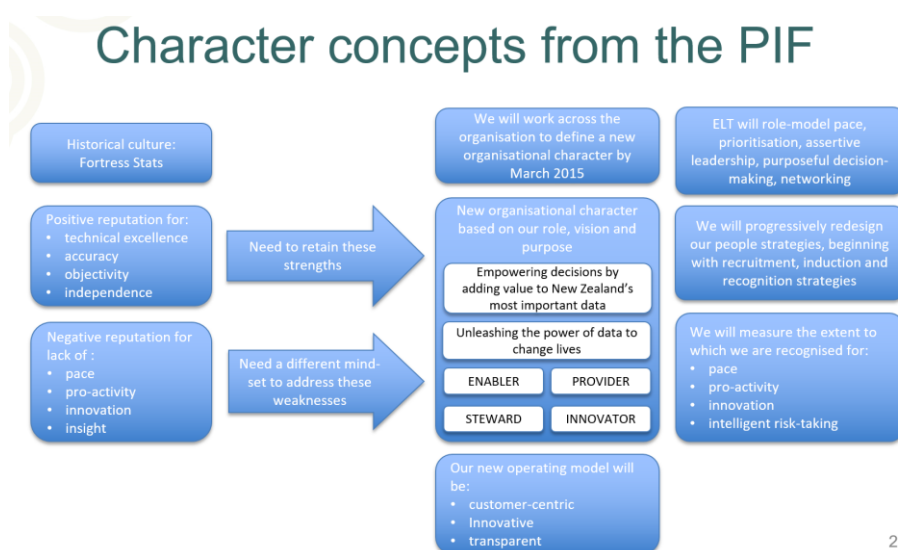 Character concepts from the PIF
Historical culture:
Fortress Stats
Positive reputation for:
• technical excellence
• accuracy
• objectivity
• independence
Negative reputation for
lack of :
• pace
• pro-activity
• innovation
• insight
Need to retain these
strengths
Need a different mind-
set to address these
weaknesses
We will work across the
organisation to define a new
organisational character by
March 2015
New organisational character
based on our role, vision and
purpose
Empowering decisions by
adding value to New Zealand's
most important data
Unleashing the power of data to
change lives
ENABLER
PROVIDER
STEWARD
INNOVATOR
Our new operating model will
be:
• customer-centric
• Innovative
• transparent
ELT will role-model pace,
prioritisation, assertive
leadership, purposeful decision-
making, networking
We will progressively redesign
our people strategies, beginning
with recruitment, induction and
recognition strategies
We will measure the extent to
which we are recognised for:
• pace
• pro-activity
• innovation
• intelligent risk-taking
2